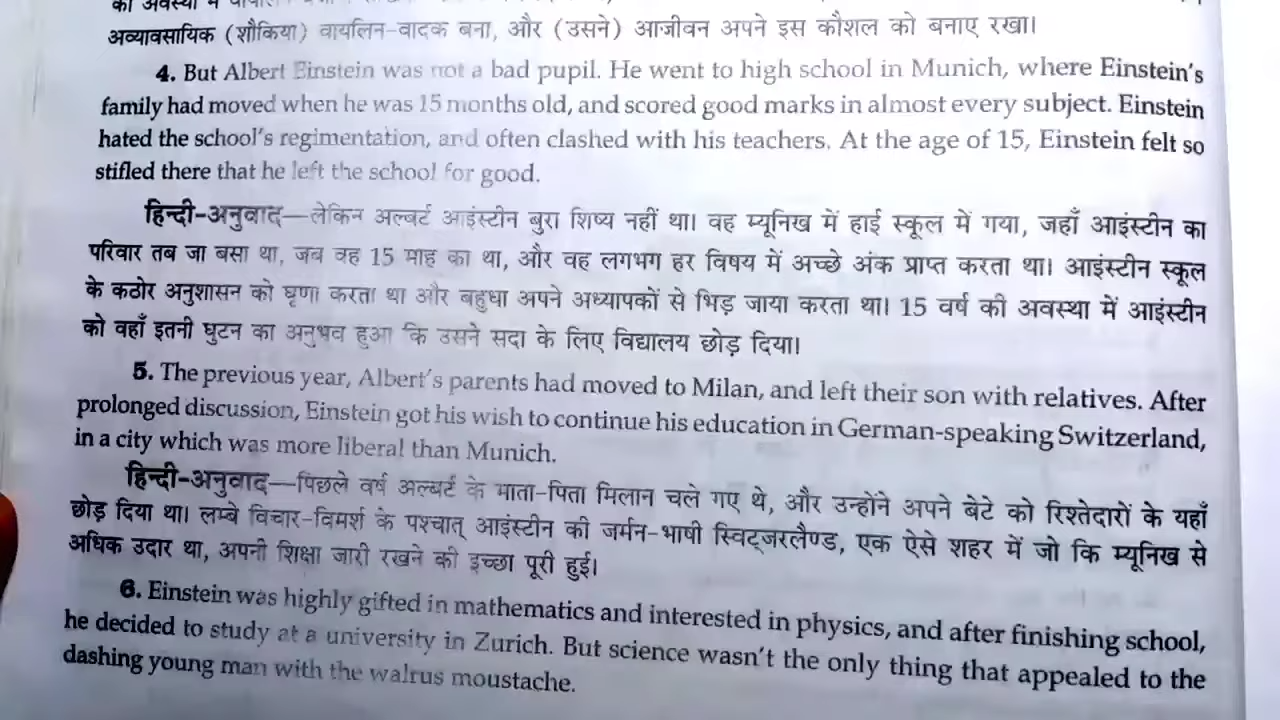 की अवस्था में
अव्यावसायिक (शौकिया) वायलिन-वादक बना, और (उसने) आजीवन अपने इस कौशल को बनाए रखा।
4. But Albert Einstein was not a bad pupil. He went to high school in Munich, where Einstein's
family had moved when he was 15 months old, and scored good marks in almost every subject. Einstein
hated the school's regimentation, and often clashed with his teachers. At the age of 15, Einstein felt so
stifled there that he left the school for good.
हिन्दी-अनुवाद—लेकिन अल्बर्ट आइंस्टीन बुरा शिष्य नहीं था। वह म्यूनिख में हाई स्कूल में गया, जहाँ आइंस्टीन का
परिवार तब जा बसा था, जब वह 15 माह का था, और वह लगभग हर विषय में अच्छे अंक प्राप्त करता था। आइंस्टीन स्कूल
के कठोर अनुशासन को घृणा करता था और बहुधा अपने अध्यापकों से भिड़ जाया करता था। 15 वर्ष की अवस्था में आइंस्टीन
को वहाँ इतनी घुटन का अनुभव हुआ कि उसने सदा के लिए विद्यालय छोड़ दिया।
5. The previous year, Albert's parents had moved to Milan, and left their son with relatives. After
prolonged discussion, Einstein got his wish to continue his education in German-speaking Switzerland,
in a city which was more liberal than Munich.
हिन्दी-अनुवाद—पिछले वर्ष अल्बर्ट के माता-पिता मिलान चले गए थे, और उन्होंने अपने बेटे को रिश्तेदारों के यहाँ
छोड़ दिया था। लम्बे विचार-विमर्श के पश्चात् आइंस्टीन की जर्मन-भाषी स्विट्जरलैण्ड, एक ऐसे शहर में जो कि म्यूनिख से
अधिक उदार था, अपनी शिक्षा जारी रखने की इच्छा पूरी हुई।
6. Einstein was highly gifted in mathematics and interested in physics, and after finishing school,
he decided to study at a university in Zurich. But science wasn't the only thing that appealed to the
dashing young man with the walrus moustache.